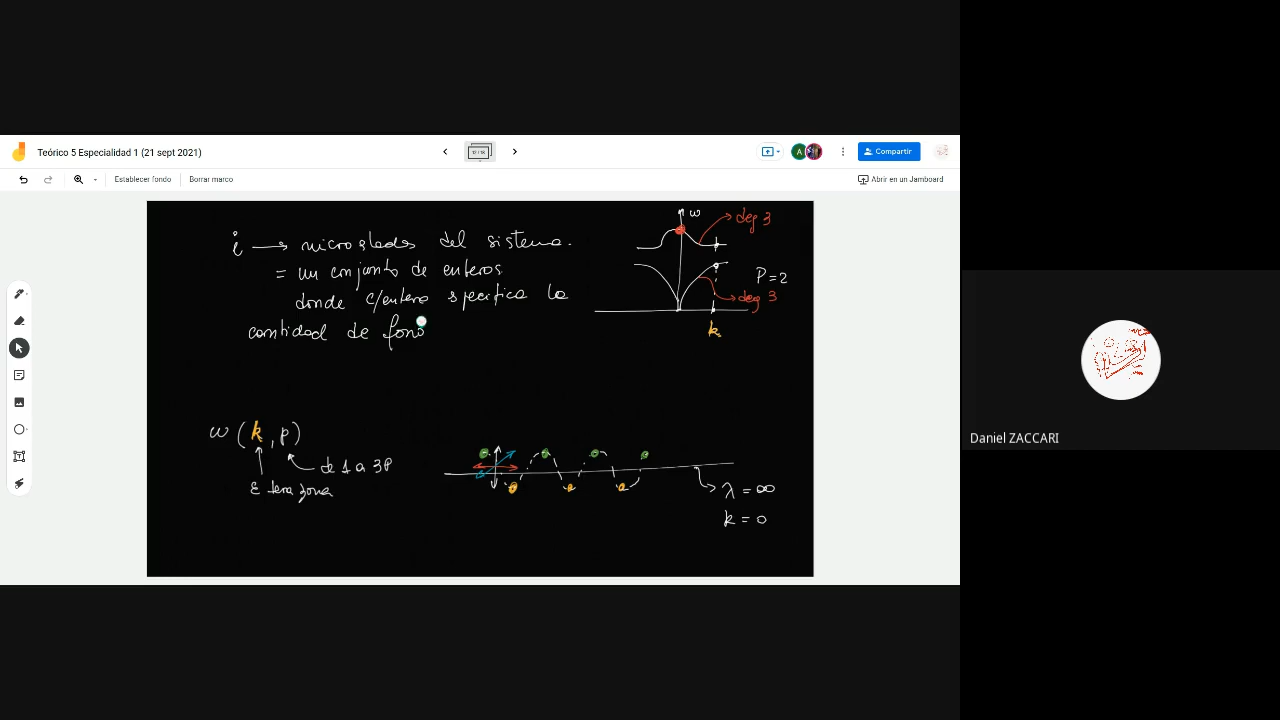 Teórico 5 Especialidad 1 (21 sept 2021)
Compartir
Establecer fondo
Borrar marco
Abrir en un Jamboard
i → microestados del sistema.
= un conjunto de enteros
donde c/entero especifica la
cantidad de fono
ω
deg 3
P = 2
deg 3
k
ω (k, p)
de 1 a 3P
∈ 1era zona
λ = ∞
k = 0
Daniel ZACCARI